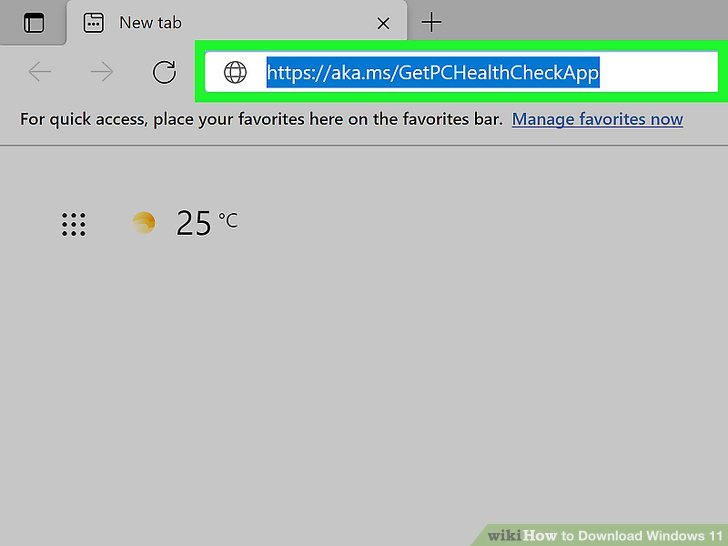 New tab
https://aka.ms/GetPCHealthCheckApp
For quick access, place your favorites here on the favorites bar. Manage favorites now
25 °C
wikiHow to Download Windows 11